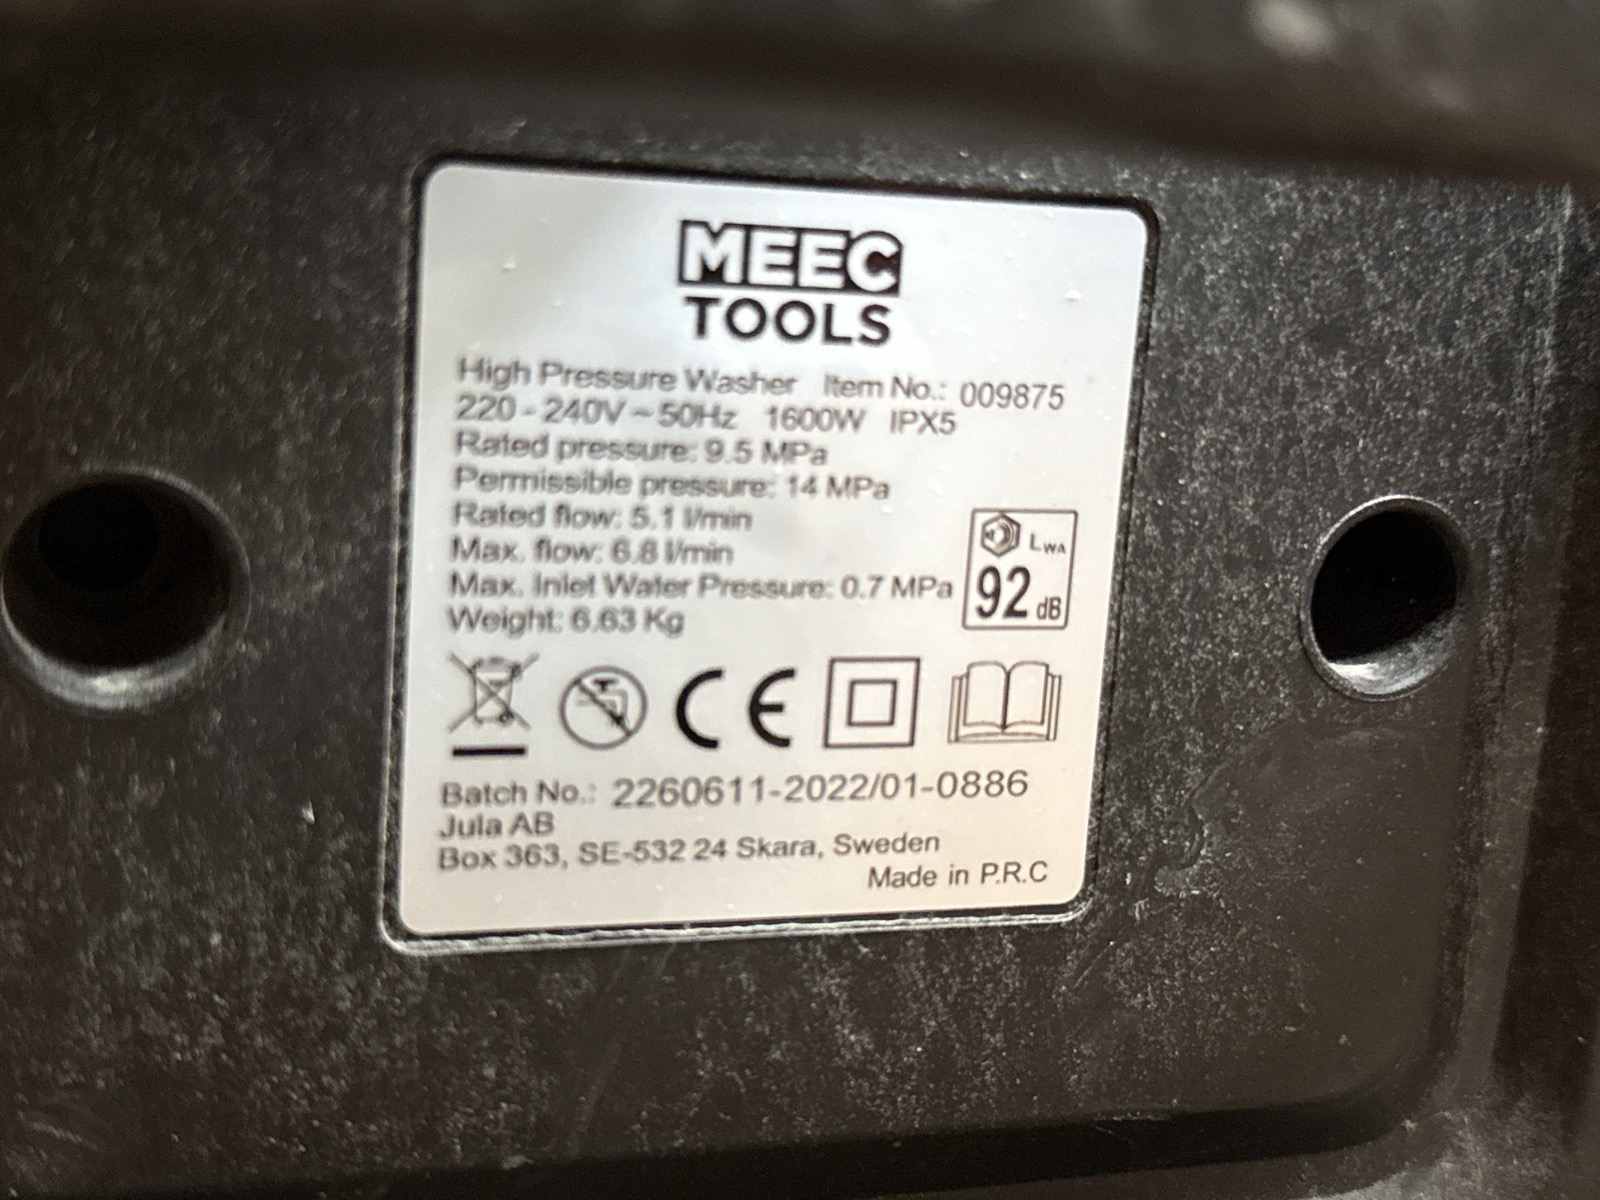 MEEC
TOOLS
High Pressure Washer Item No.: 009875
220 - 240V ~ 50Hz 1600W IPX5
Rated pressure: 9.5 MPa
Permissible pressure: 14 MPa
Rated flow: 5.1 l/min
Max. flow: 6.8 l/min
Max. Inlet Water Pressure: 0.7 MPa
Weight: 6.63 Kg
LWA
92 dB
CE
Batch No.: 2260611-2022/01-0886
Jula AB
Box 363, SE-532 24 Skara, Sweden
Made in P.R.C